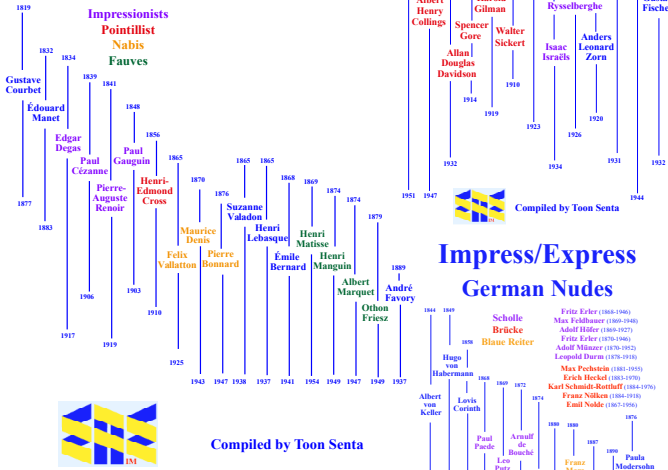 1819
Impressionists
Pointillist
Nabis
Fauves
1832
1834
1839
1841
1848
1856
1865
1870
1876
1865
1865
1868
1869
1874
1874
1879
1889
Gustave
Courbet
Édouard
Manet
Edgar
Degas
Paul
Cézanne
Pierre-
Auguste
Renoir
Paul
Gauguin
Henri-
Edmond
Cross
Felix
Vallatton
Maurice
Denis
Pierre
Bonnard
Suzanne
Valadon
Henri
Lebasque
Émile
Bernard
Henri
Matisse
Henri
Manguin
Albert
Marquet
Othon
Friesz
André
Favory
1877
1883
1917
1906
1919
1903
1910
1925
1943
1947
1938
1937
1941
1954
1949
1947
1949
1937
IM
Compiled by Toon Senta
Albert
Henry
Collings
Allan
Douglas
Davidson
Spencer
Gore
Gilman
Walter
Sickert
Rysselberghe
Isaac
Israëls
Anders
Leonard
Zorn
1951
1947
1932
1914
1919
1910
1923
1934
1926
1920
1931
1944
1932
IM
Compiled by Toon Senta
Impress/Express
German Nudes
Scholle
Brücke
Blaue Reiter
Fritz Erler (1868-1946)
Max Feldbauer (1869-1948)
Adolf Höfer (1869-1927)
Fritz Erler (1870-1946)
Adolf Münzer (1870-1952)
Leopold Durm (1878-1918)
Max Pechstein (1881-1955)
Erich Heckel (1883-1970)
Karl Schmidt-Rottluff (1884-1976)
Franz Nölken (1884-1918)
Emil Nolde (1867-1956)
1844
1849
1858
1868
1869
1872
1874
1880
1880
1887
1890
1876
Albert
von
Keller
Hugo
von
Habermann
Lovis
Corinth
Paul
Paede
Leo
Putz
Araulf
de
Bouché
Franz
Paula
Modersohn